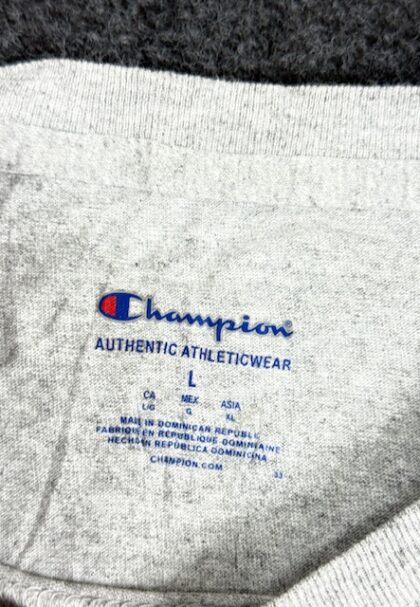 Champion
AUTHENTIC ATHLETICWEAR
L
CA MEX ASIA
L/G G XL
MADE IN DOMINICAN REPUBLIC
FABRIQUÉ EN RÉPUBLIQUE DOMINICAINE
HECHO EN REPÚBLICA DOMINICANA
CHAMPION.COM
33